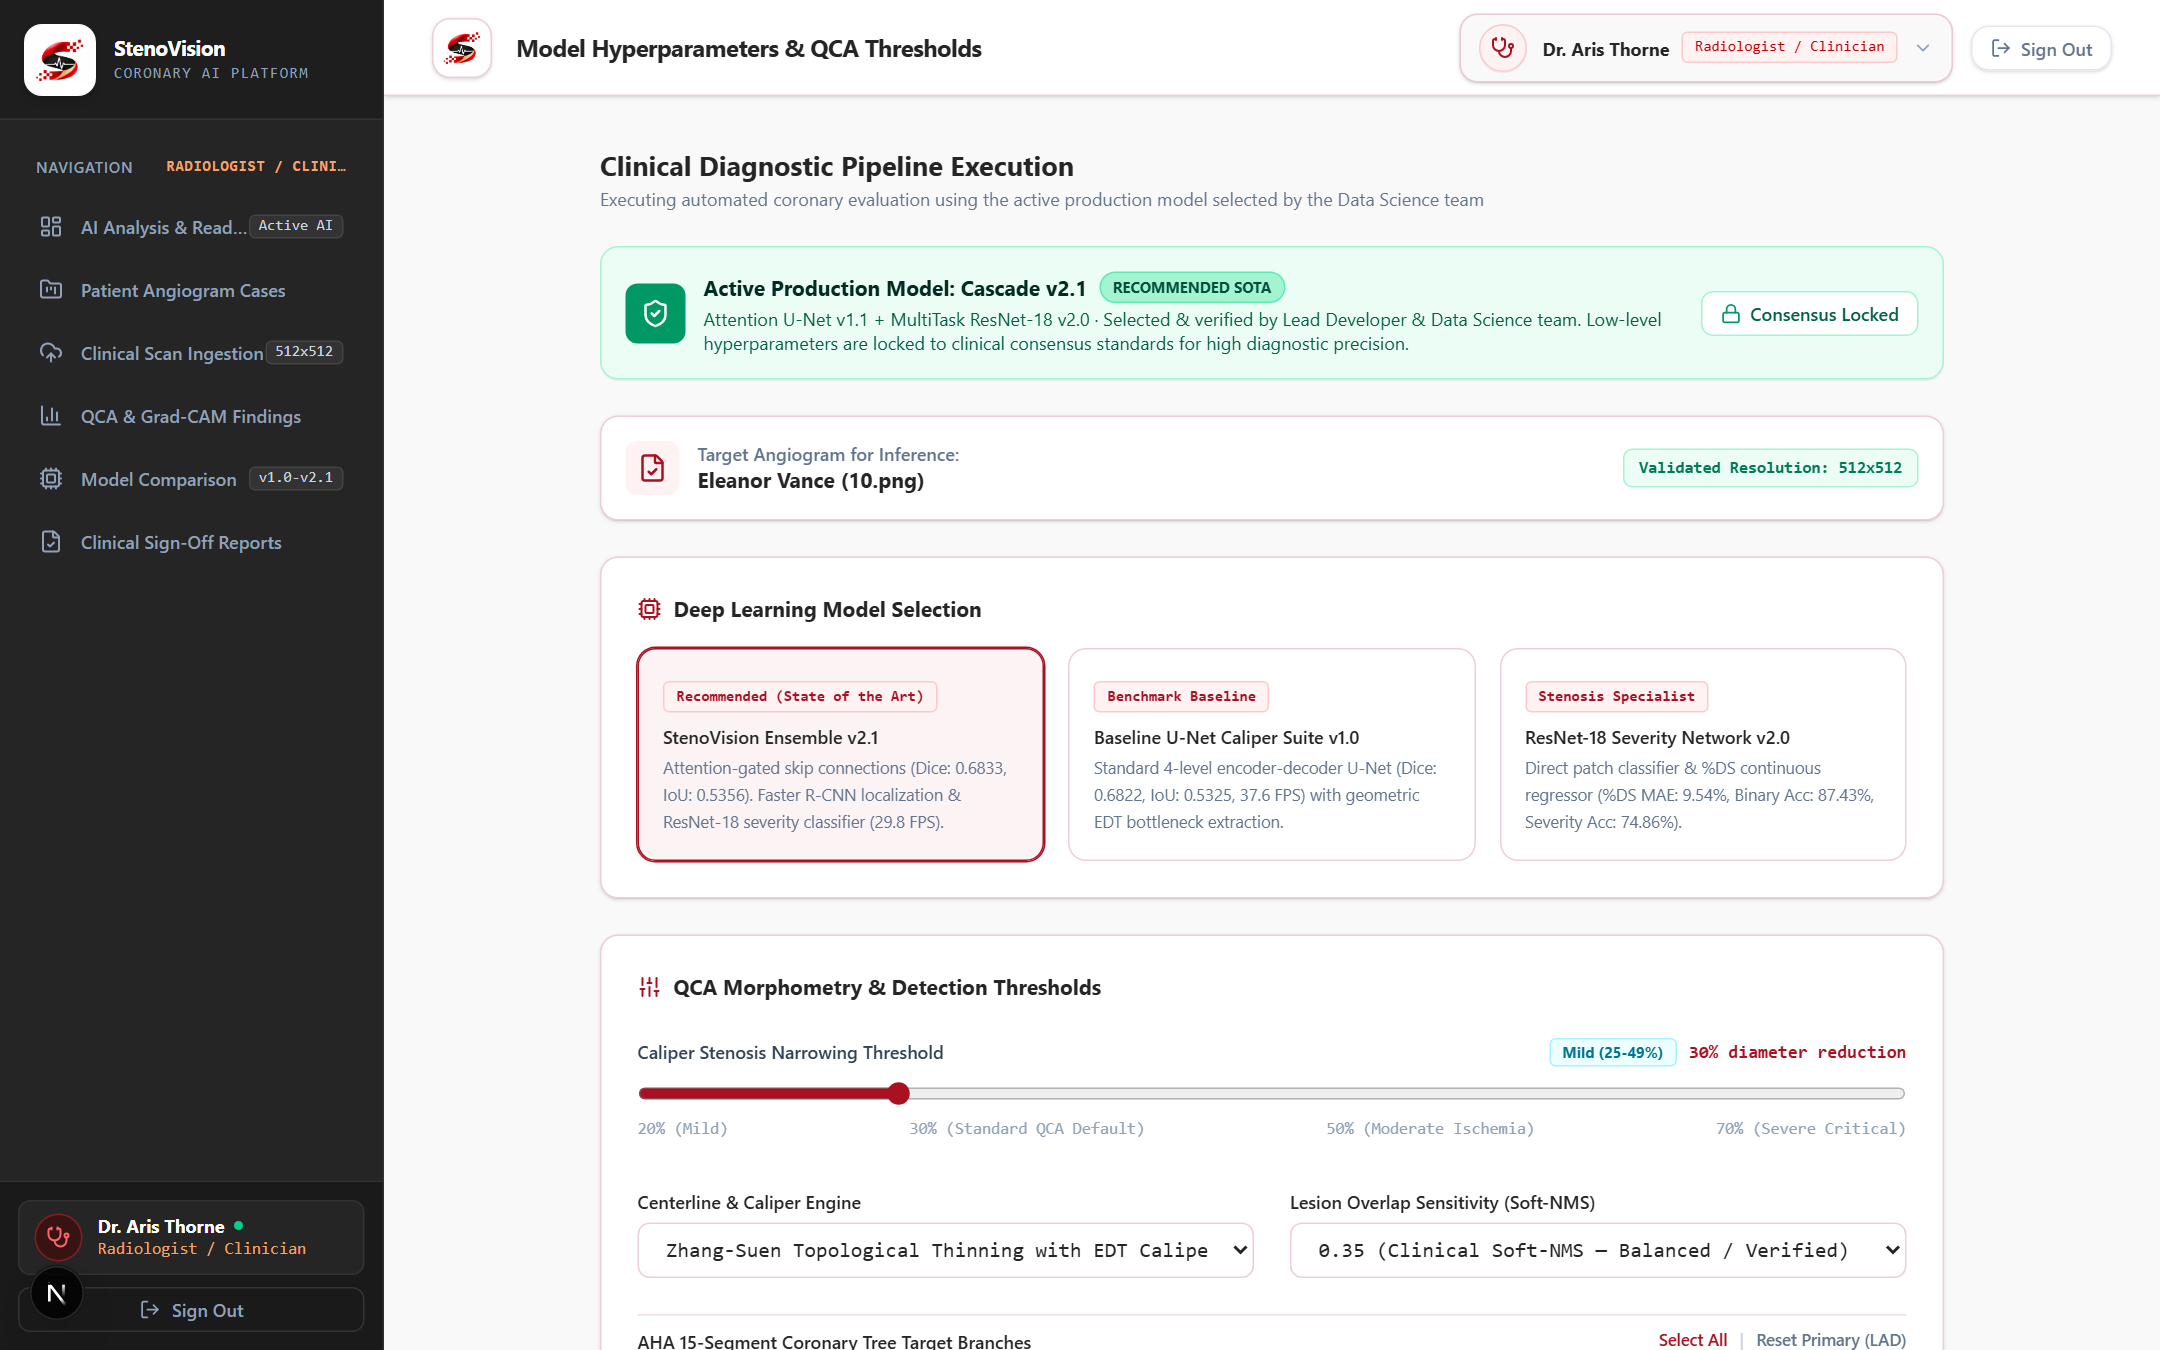 StenoVision
CORONARY AI PLATFORM
NAVIGATION
RADIOLOGIST / CLINI…
AI Analysis & Read...
Active AI
Patient Angiogram Cases
Clinical Scan Ingestion
512x512
QCA & Grad-CAM Findings
Model Comparison
v1.0-v2.1
Clinical Sign-Off Reports
Dr. Aris Thorne
Radiologist / Clinician
N
Sign Out
Model Hyperparameters & QCA Thresholds
Dr. Aris Thorne
Radiologist / Clinician
Sign Out
Clinical Diagnostic Pipeline Execution
Executing automated coronary evaluation using the active production model selected by the Data Science team
Active Production Model: Cascade v2.1
RECOMMENDED SOTA
Attention U-Net v1.1 + MultiTask ResNet-18 v2.0 · Selected & verified by Lead Developer & Data Science team. Low-level
hyperparameters are locked to clinical consensus standards for high diagnostic precision.
Consensus Locked
Target Angiogram for Inference:
Eleanor Vance (10.png)
Validated Resolution: 512x512
Deep Learning Model Selection
Recommended (State of the Art)
StenoVision Ensemble v2.1
Attention-gated skip connections (Dice: 0.6833,
IoU: 0.5356). Faster R-CNN localization &
ResNet-18 severity classifier (29.8 FPS).
Benchmark Baseline
Baseline U-Net Caliper Suite v1.0
Standard 4-level encoder-decoder U-Net (Dice:
0.6822, IoU: 0.5325, 37.6 FPS) with geometric
EDT bottleneck extraction.
Stenosis Specialist
ResNet-18 Severity Network v2.0
Direct patch classifier & %DS continuous
regressor (%DS MAE: 9.54%, Binary Acc: 87.43%,
Severity Acc: 74.86%).
QCA Morphometry & Detection Thresholds
Caliper Stenosis Narrowing Threshold
Mild (25-49%)
30% diameter reduction
20% (Mild)
30% (Standard QCA Default)
50% (Moderate Ischemia)
70% (Severe Critical)
Centerline & Caliper Engine
Zhang-Suen Topological Thinning with EDT Calipe
Lesion Overlap Sensitivity (Soft-NMS)
0.35 (Clinical Soft-NMS — Balanced / Verified)
AHA 15-Segment Coronary Tree Target Branches
Select All | Reset Primary (LAD)